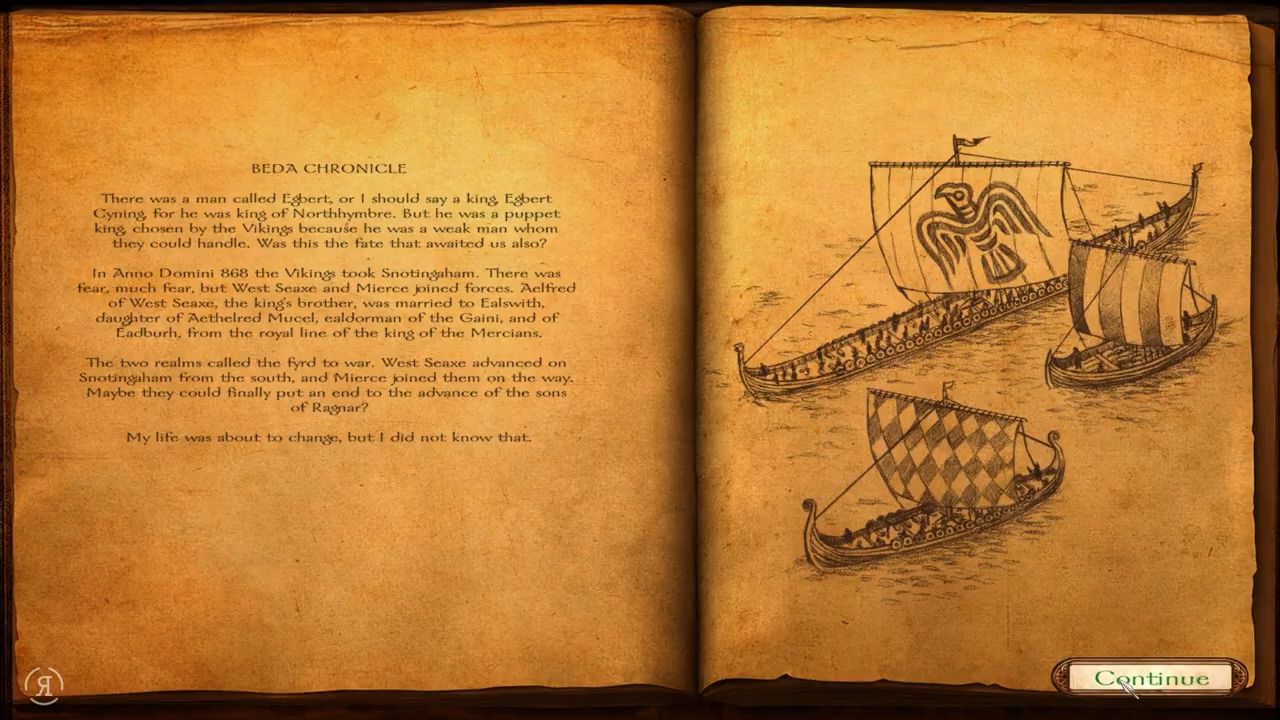 BEDA CHRONICLE
There was a man called Egbert, or I should say a king, Egbert
Cyning, for he was king of Northhymbre. But he was a puppet
king, chosen by the Vikings because he was a weak man whom
they could handle. Was this the fate that awaited us also?
In Anno Domini 868 the Vikings took Snotingaham. There was
fear, much fear, but West Seaxe and Mierce joined forces. Aelfred
of West Seaxe, the king's brother, was married to Ealswith,
daughter of Aethelred Mucel, ealdorman of the Gaini, and of
Eadburh, from the royal line of the king of the Mercians.
The two realms called the fyrd to war. West Seaxe advanced on
Snotingaham from the south, and Mierce joined them on the way.
Maybe they could finally put an end to the advance of the sons
of Ragnar?
My life was about to change, but I did not know that.
Continue